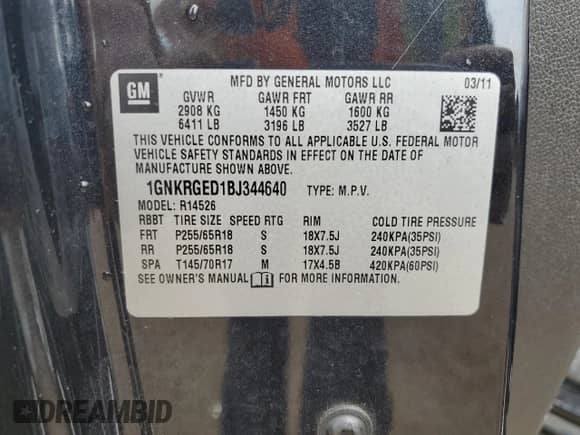 GM
MFD BY GENERAL MOTORS LLC 03/11
GVWR GAWR FRT GAWR RR
2908 KG 1450 KG 1600 KG
6411 LB 3196 LB 3527 LB
THIS VEHICLE CONFORMS TO ALL APPLICABLE U.S. FEDERAL MOTOR
VEHICLE SAFETY STANDARDS IN EFFECT ON THE DATE OF
MANUFACTURE SHOWN ABOVE.
1GNKRGED1BJ344640 TYPE: M.P.V.
MODEL: R14526
RBBT TIRE SIZE SPEED RTG RIM COLD TIRE PRESSURE
FRT P255/65R18 S 18X7.5J 240KPA(35PSI)
RR P255/65R18 S 18X7.5J 240KPA(35PSI)
SPA T145/70R17 M 17X4.5B 420KPA(60PSI)
SEE OWNER'S MANUAL FOR MORE INFORMATION.
DREAMBID